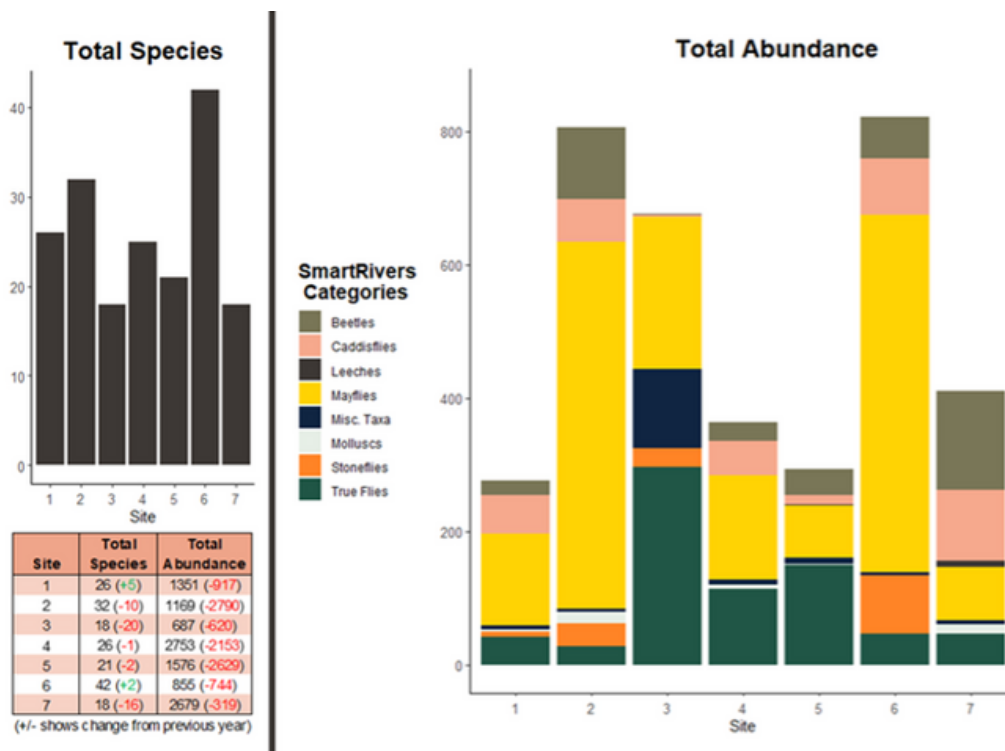 Total Species
40
30
20
10
0
1 2 3 4 5 6 7
Site
Site Total Species Total Abundance
1 26 (+5) 1351 (-917)
2 32 (-10) 1169 (-2790)
3 18 (-20) 687 (-620)
4 26 (-1) 2753 (-2153)
5 21 (-2) 1576 (-2629)
6 42 (+2) 855 (-744)
7 18 (-16) 2679 (-319)
(+/- shows change from previous year)
SmartRivers
Categories
Beetles
Caddisflies
Leeches
Mayflies
Misc. Taxa
Molluscs
Stoneflies
True Flies
Total Abundance
800
600
400
200
0
1 2 3 4 5 6 7
Site